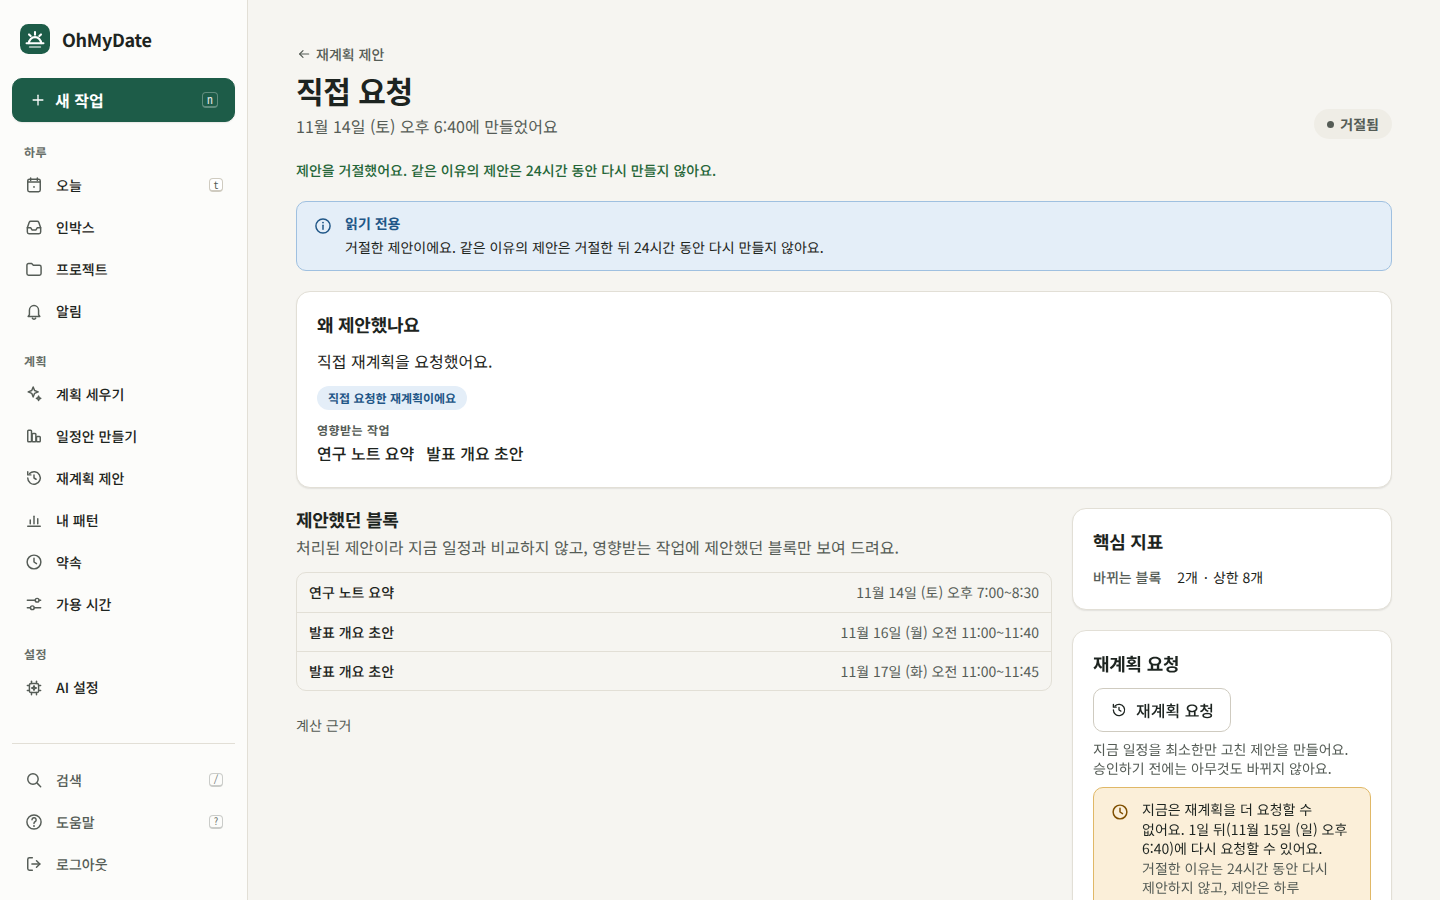 OhMyDate
새 작업
n
하루
오늘
t
인박스
프로젝트
알림
계획
계획 세우기
일정안 만들기
재계획 제안
내 패턴
약속
가용 시간
설정
AI 설정
검색
/
도움말
?
로그아웃
← 재계획 제안
직접 요청
11월 14일 (토) 오후 6:40에 만들었어요
거절됨
제안을 거절했어요. 같은 이유의 제안은 24시간 동안 다시 만들지 않아요.
읽기 전용
거절한 제안이에요. 같은 이유의 제안은 거절한 뒤 24시간 동안 다시 만들지 않아요.
왜 제안했나요
직접 재계획을 요청했어요.
직접 요청한 재계획이에요
영향받는 작업
연구 노트 요약 발표 개요 초안
제안했던 블록
처리된 제안이라 지금 일정과 비교하지 않고, 영향받는 작업에 제안했던 블록만 보여 드려요.
연구 노트 요약 11월 14일 (토) 오후 7:00~8:30
발표 개요 초안 11월 16일 (월) 오전 11:00~11:40
발표 개요 초안 11월 17일 (화) 오전 11:00~11:45
계산 근거
핵심 지표
바뀌는 블록 2개 · 상한 8개
재계획 요청
재계획 요청
지금 일정을 최소한만 고친 제안을 만들어요.
승인하기 전에는 아무것도 바뀌지 않아요.
지금은 재계획을 더 요청할 수
없어요. 1일 뒤(11월 15일 (일) 오후
6:40)에 다시 요청할 수 있어요.
거절한 이유는 24시간 동안 다시
제안하지 않고, 제안은 하루